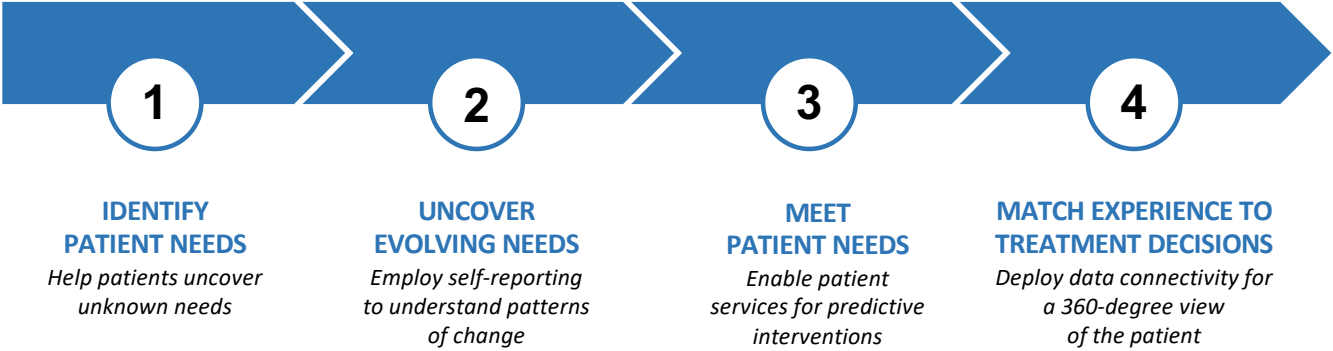 1
IDENTIFY
PATIENT NEEDS
Help patients uncover
unknown needs
2
UNCOVER
EVOLVING NEEDS
Employ self-reporting
to understand patterns
of change
3
MEET
PATIENT NEEDS
Enable patient
services for predictive
interventions
4
MATCH EXPERIENCE TO
TREATMENT DECISIONS
Deploy data connectivity for
a 360-degree view
of the patient